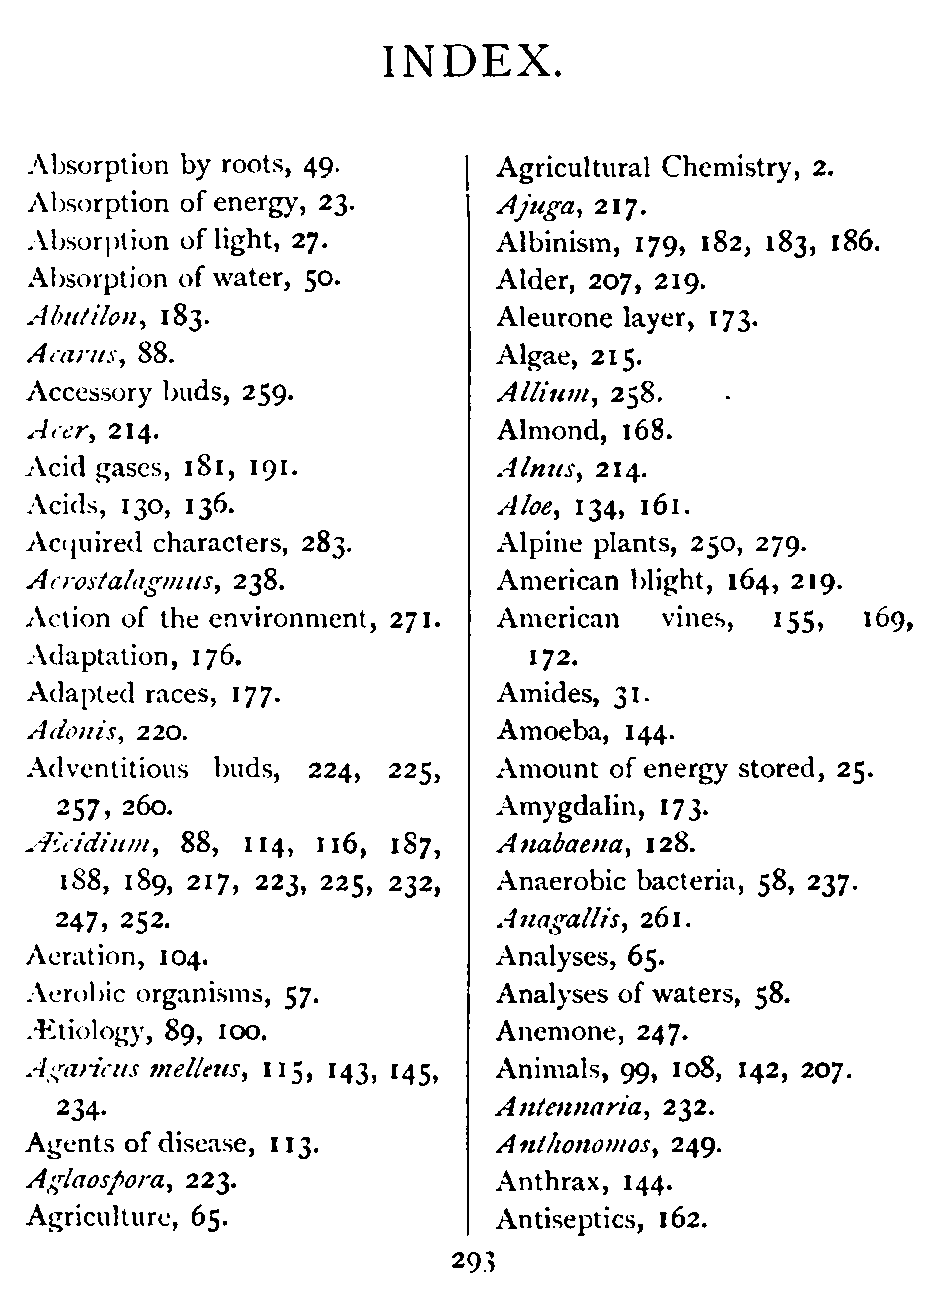 INDEX.
Absorption by roots, 49.
Absorption of energy, 23.
Absorption of light, 27.
Absorption of water, 50.
Abutilon, 183.
Acarus, 88.
Accessory buds, 259.
Acer, 214.
Acid gases, 181, 191.
Acids, 130, 136.
Acquired characters, 283.
Acrostalagmus, 238.
Action of the environment, 271.
Adaptation, 176.
Adapted races, 177.
Adonis, 220.
Adventitious buds, 224, 225,
257, 260.
Æcidium, 88, 114, 116, 187,
188, 189, 217, 223, 225, 232,
247, 252.
Aeration, 104.
Aerobic organisms, 57.
Ætiology, 89, 100.
Agaricus melleus, 115, 143, 145,
234.
Agents of disease, 113.
Aglaospora, 223.
Agriculture, 65.
Agricultural Chemistry, 2.
Ajuga, 217.
Albinism, 179, 182, 183, 186.
Alder, 207, 219.
Aleurone layer, 173.
Algae, 215.
Allium, 258.
Almond, 168.
Alnus, 214.
Aloe, 134, 161.
Alpine plants, 250, 279.
American blight, 164, 219.
American vines, 155, 169,
172.
Amides, 31.
Amoeba, 144.
Amount of energy stored, 25.
Amygdalin, 173.
Anabaena, 128.
Anaerobic bacteria, 58, 237.
Anagallis, 261.
Analyses, 65.
Analyses of waters, 58.
Anemone, 247.
Animals, 99, 108, 142, 207.
Antennaria, 232.
Anthonomos, 249.
Anthrax, 144.
Antiseptics, 162.
293